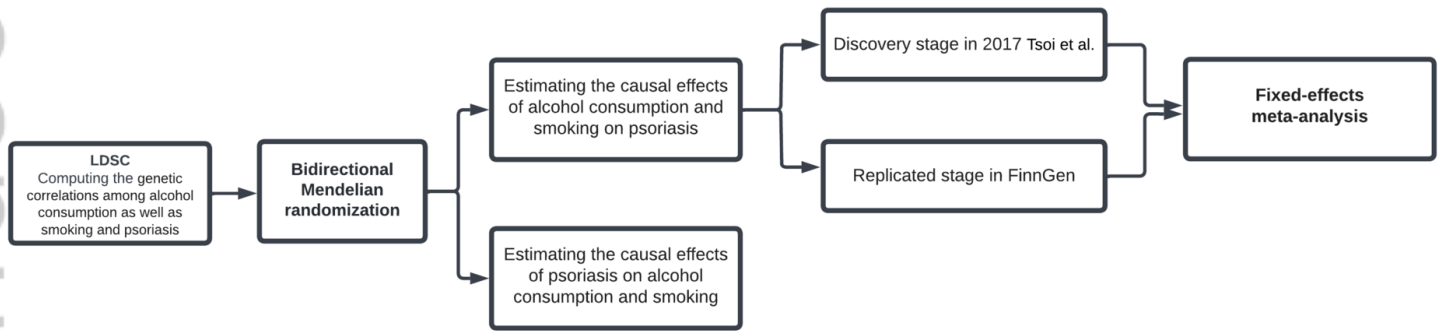 LDSC
Computing the genetic
correlations among alcohol
consumption as well as
smoking and psoriasis
Bidirectional
Mendelian
randomization
Estimating the causal effects
of alcohol consumption and
smoking on psoriasis
Estimating the causal effects
of psoriasis on alcohol
consumption and smoking
Discovery stage in 2017 Tsoi et al.
Replicated stage in FinnGen
Fixed-effects
meta-analysis